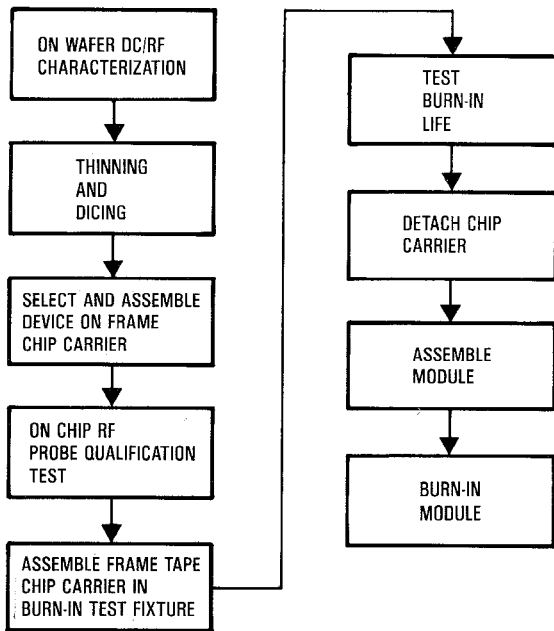 ON WAFER DC/RF
CHARACTERIZATION
THINNING
AND
DICING
SELECT AND ASSEMBLE
DEVICE ON FRAME
CHIP CARRIER
ON CHIP RF
PROBE QUALIFICATION
TEST
ASSEMBLE FRAME TAPE
CHIP CARRIER IN
BURN-IN TEST FIXTURE
TEST
BURN-IN
LIFE
DETACH CHIP
CARRIER
ASSEMBLE
MODULE
BURN-IN
MODULE